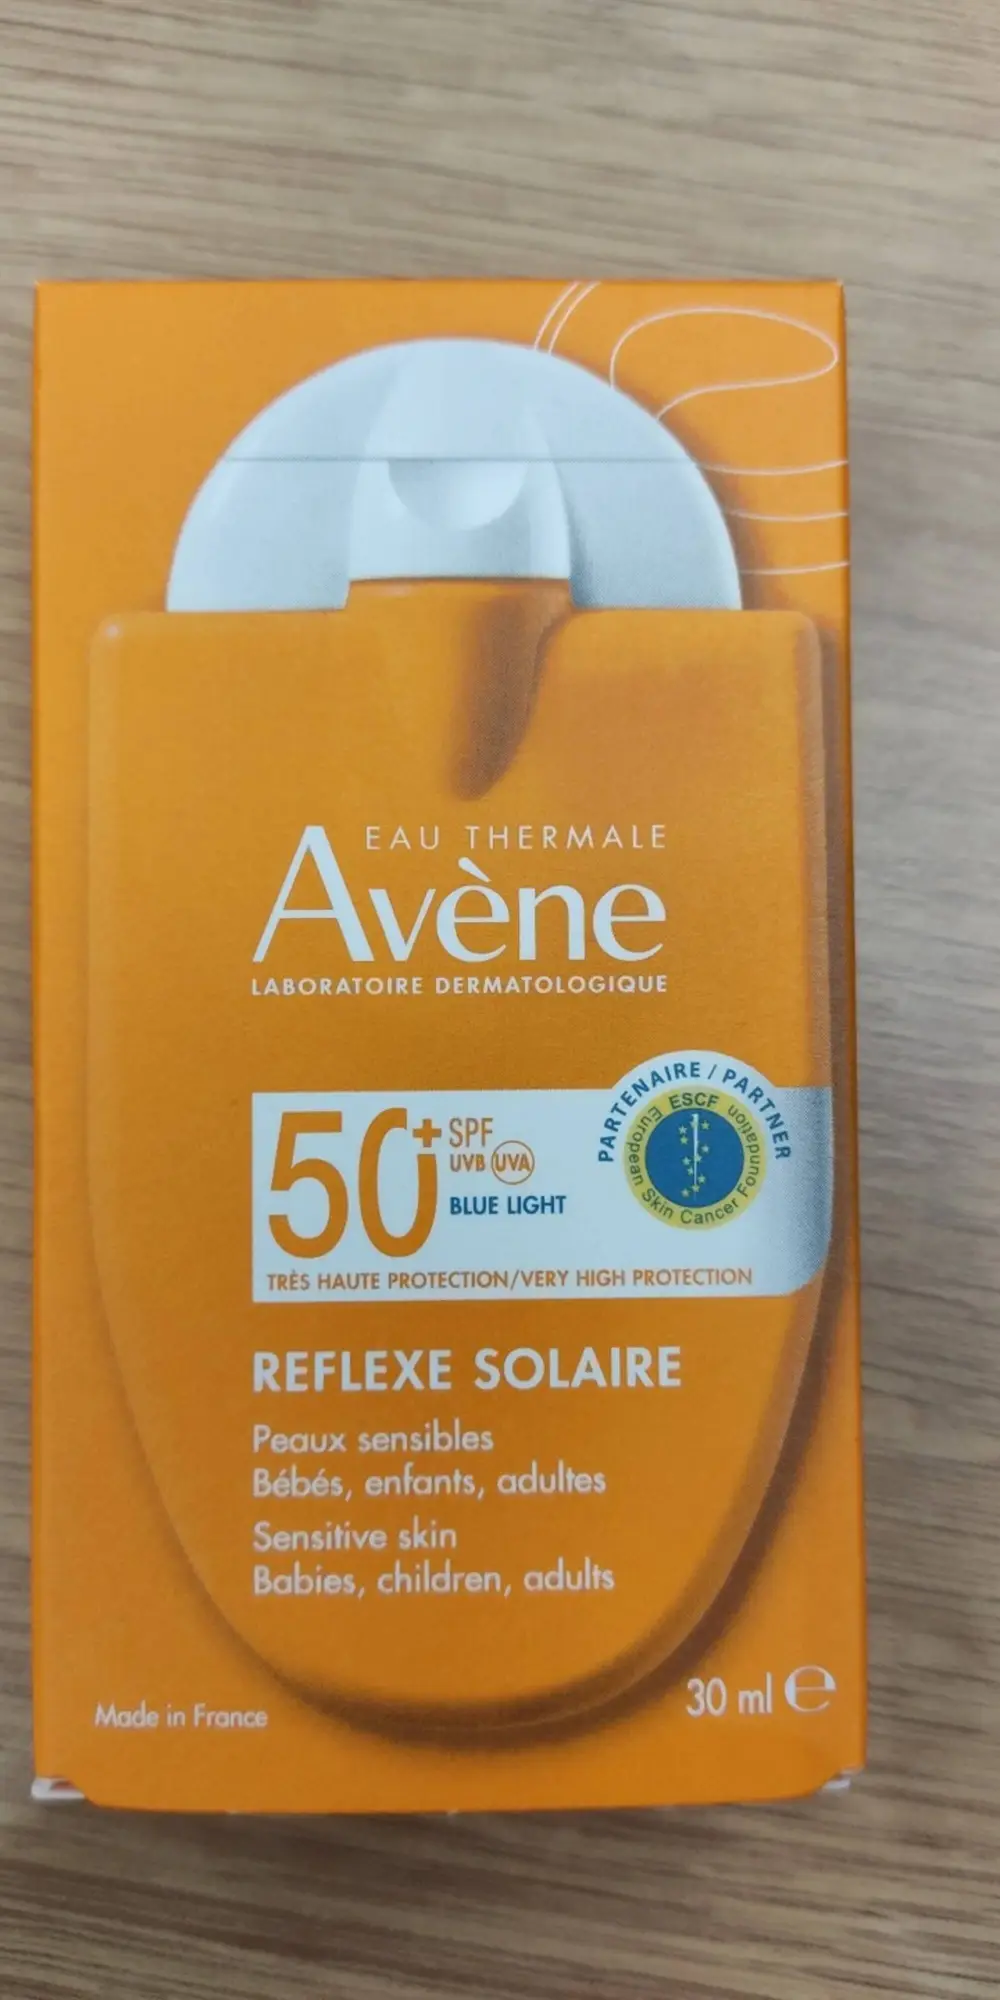 EAU THERMALE
Avène
LABORATOIRE DERMATOLOGIQUE
50+ SPF
UVB UVA
BLUE LIGHT
PARTENAIRE / PARTNER
ESCF
European Skin Cancer Foundation
TRÈS HAUTE PROTECTION/VERY HIGH PROTECTION
REFLEXE SOLAIRE
Peaux sensibles
Bébés, enfants, adultes
Sensitive skin
Babies, children, adults
Made in France
30 ml ℮